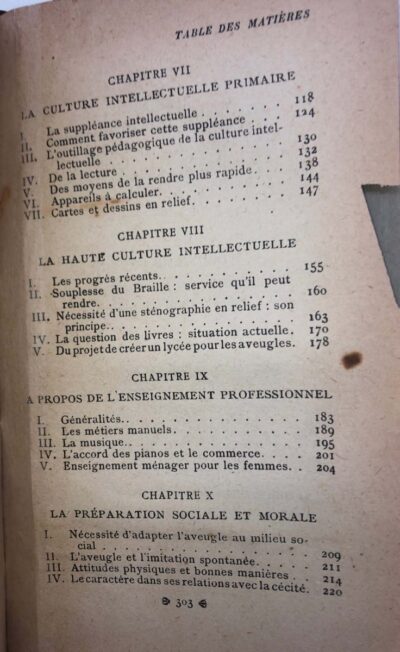 TABLE DES MATIÈRES
CHAPITRE VII
LA CULTURE INTELLECTUELLE PRIMAIRE
I. La suppléance intellectuelle . . . . . . . 118
II. Comment favoriser cette suppléance . . . . 124
III. L'outillage pédagogique de la culture intel-
lectuelle . . . . . . . . . . . . . 130
IV. De la lecture . . . . . . . . . . . . 132
V. Des moyens de la rendre plus rapide . . . . 138
VI. Appareils à calculer. . . . . . . . . . 144
VII. Cartes et dessins en relief. . . . . . . . 147
CHAPITRE VIII
LA HAUTE CULTURE INTELLECTUELLE
I. Les progrès récents. . . . . . . . . . . 155
II. Souplesse du Braille : service qu'il peut
rendre. . . . . . . . . . . . . . 160
III. Nécessité d'une sténographie en relief : son
principe. . . . . . . . . . . . . 163
IV. La question des livres : situation actuelle. 170
V. Du projet de créer un lycée pour les aveugles. 178
CHAPITRE IX
A PROPOS DE L'ENSEIGNEMENT PROFESSIONNEL
I. Généralités. . . . . . . . . . . . . 183
II. Les métiers manuels . . . . . . . . . 189
III. La musique. . . . . . . . . . . . . 195
IV. L'accord des pianos et le commerce. . . . 201
V. Enseignement ménager pour les femmes. . . 204
CHAPITRE X
LA PRÉPARATION SOCIALE ET MORALE
I. Nécessité d'adapter l'aveugle au milieu so-
cial . . . . . . . . . . . . . . 209
II. L'aveugle et l'imitation spontanée. . . . . 211
III. Attitudes physiques et bonnes manières . . . 214
IV. Le caractère dans ses relations avec la cécité. 220
303